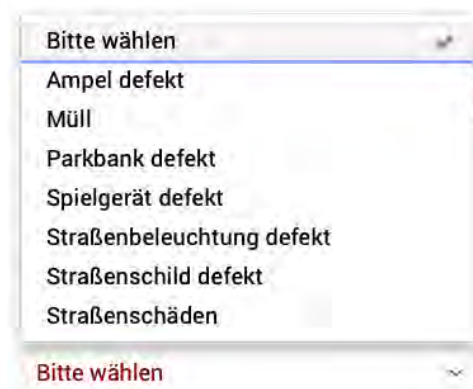 Bitte wählen
Ampel defekt
Müll
Parkbank defekt
Spielgerät defekt
Straßenbeleuchtung defekt
Straßenschild defekt
Straßenschäden
Bitte wählen